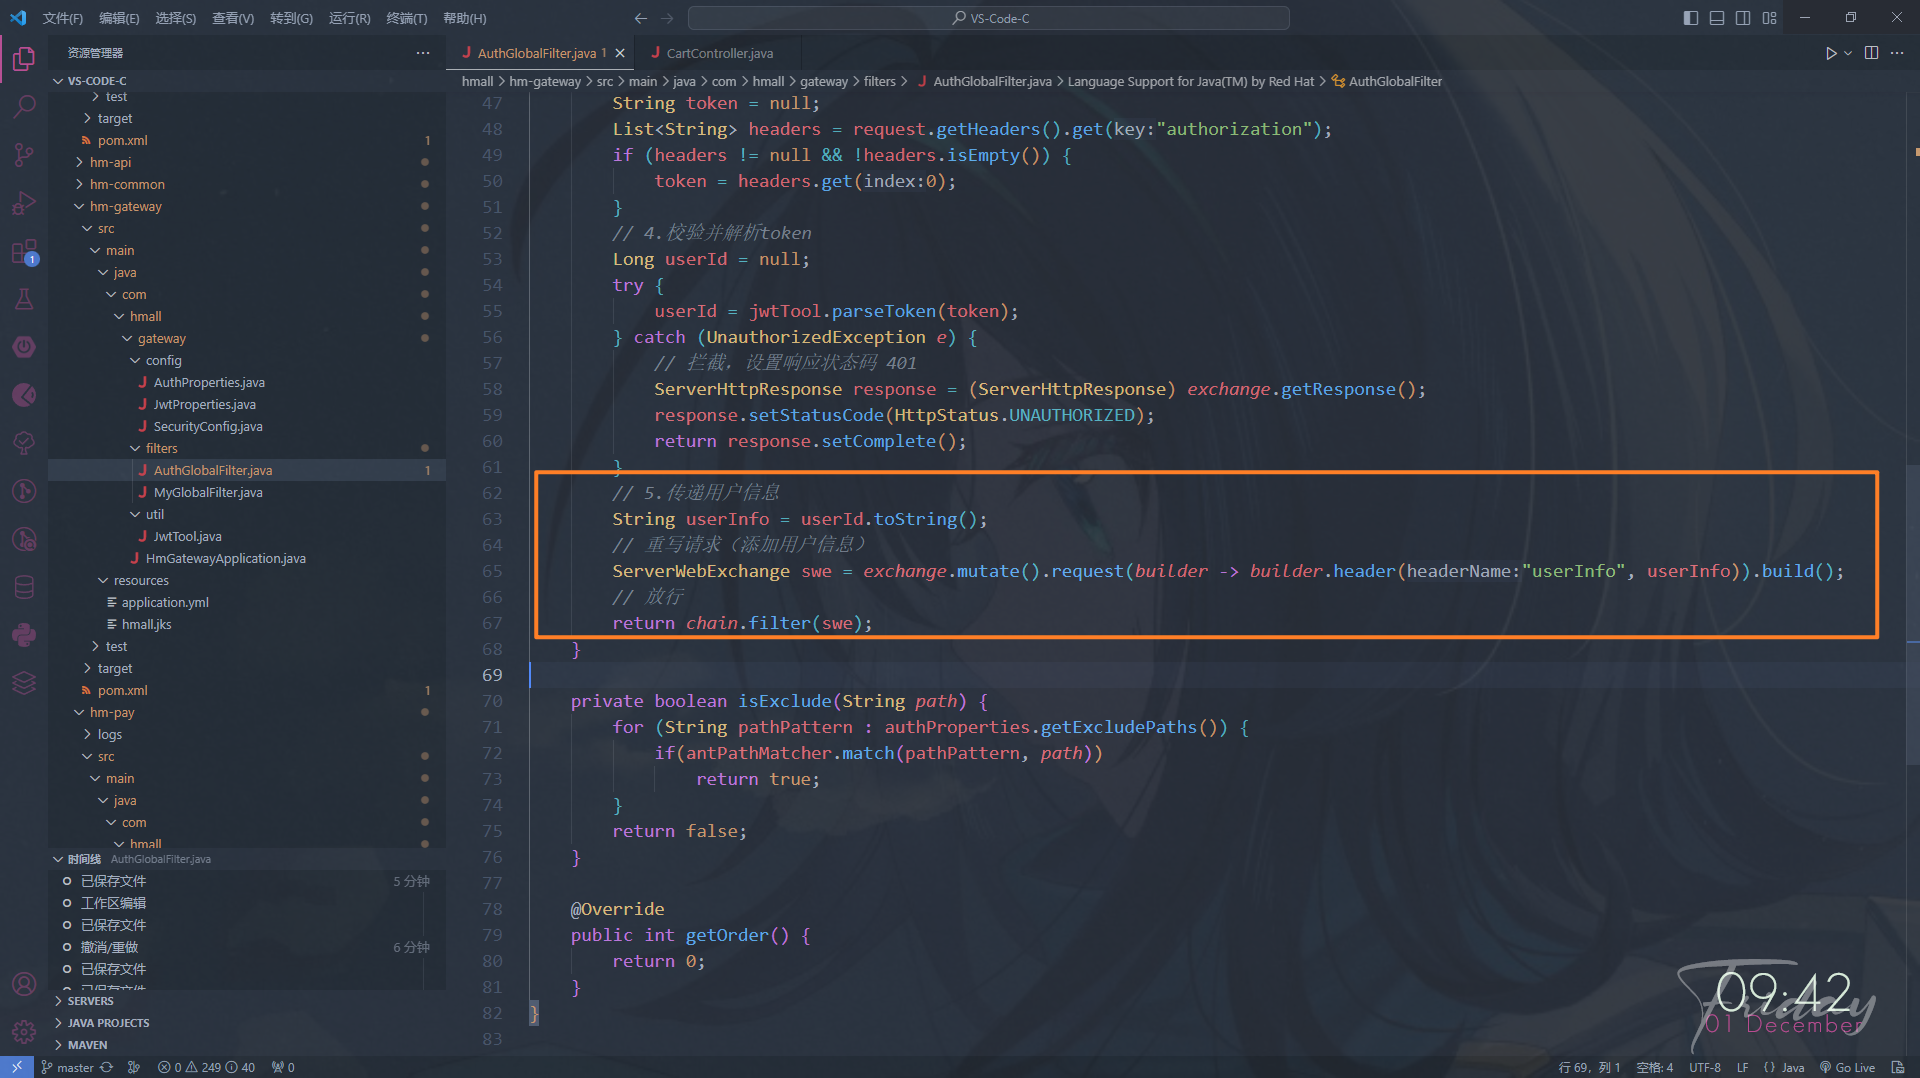 文件(F) 编辑(E) 选择(S) 查看(V) 转到(G) 运行(R) 终端(T) 帮助(H)
VS-Code-C
资源管理器
VS-CODE-C
test
target
pom.xml 1
hm-api
hm-common
hm-gateway
src
main
java
com
hmall
gateway
config
AuthProperties.java
JwtProperties.java
SecurityConfig.java
filters
AuthGlobalFilter.java 1
MyGlobalFilter.java
util
JwtTool.java
HmGatewayApplication.java
resources
application.yml
hmall.jks
test
target
pom.xml 1
hm-pay
logs
src
main
java
com
hmall
时间线 AuthGlobalFilter.java
已保存文件 5 分钟
工作区编辑
已保存文件
撤消/重做 6 分钟
已保存文件
已保存文件
SERVERS
JAVA PROJECTS
MAVEN
1
AuthGlobalFilter.java 1
CartController.java
hmall > hm-gateway > src > main > java > com > hmall > gateway > filters > AuthGlobalFilter.java > Language Support for Java(TM) by Red Hat > AuthGlobalFilter
47 String token = null;
48 List<String> headers = request.getHeaders().get(key:"authorization");
49 if (headers != null && !headers.isEmpty()) {
50 token = headers.get(index:0);
51 }
52 // 4.校验并解析token
53 Long userId = null;
54 try {
55 userId = jwtTool.parseToken(token);
56 } catch (UnauthorizedException e) {
57 // 拦截，设置响应状态码 401
58 ServerHttpResponse response = (ServerHttpResponse) exchange.getResponse();
59 response.setStatusCode(HttpStatus.UNAUTHORIZED);
60 return response.setComplete();
61 }
62 // 5.传递用户信息
63 String userInfo = userId.toString();
64 // 重写请求（添加用户信息）
65 ServerWebExchange swe = exchange.mutate().request(builder -> builder.header(headerName:"userInfo", userInfo)).build();
66 // 放行
67 return chain.filter(swe);
68 }
69
70 private boolean isExclude(String path) {
71 for (String pathPattern : authProperties.getExcludePaths()) {
72 if(antPathMatcher.match(pathPattern, path))
73 return true;
74 }
75 return false;
76 }
77
78 @Override
79 public int getOrder() {
80 return 0;
81 }
82 }
83
Friday
09:42
01 December
master 0 249 40 0
行 69，列 1 空格: 4 UTF-8 LF {} Java Go Live